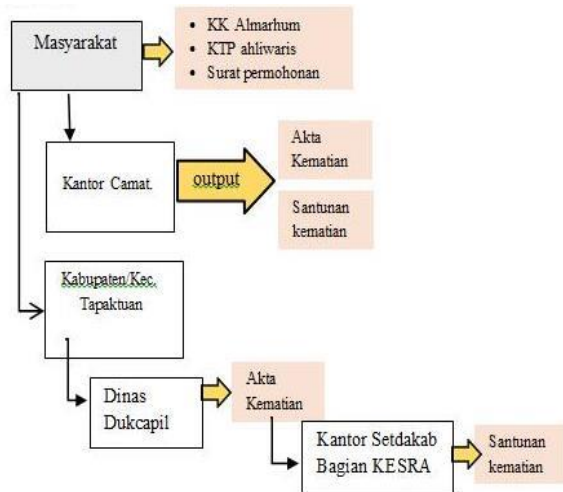 Masyarakat
• KK Almarhum
• KTP ahliwaris
• Surat permohonan
Kantor Camat.
output
Akta
Kematian
Santunan
kematian
Kabupaten/Kec.
Tapaktuan
Dinas
Dukcapil
Akta
Kematian
Kantor Setdakab
Bagian KESRA
Santunan
kematian